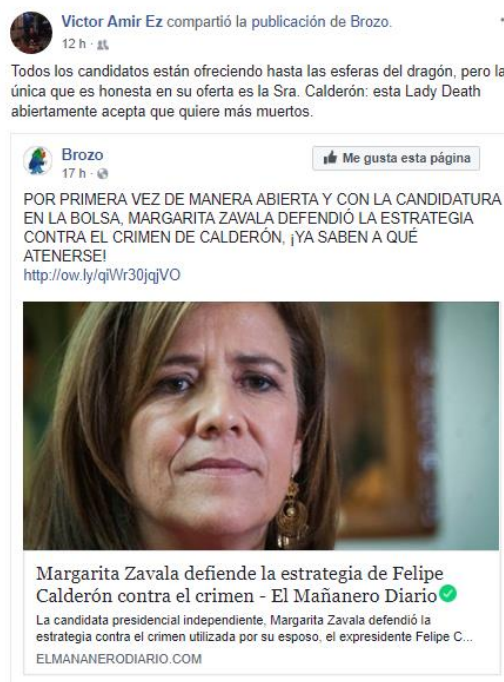 Victor Amir Ez compartió la publicación de Brozo.
12 h ·
Todos los candidatos están ofreciendo hasta las esferas del dragón, pero la
única que es honesta en su oferta es la Sra. Calderón: esta Lady Death
abiertamente acepta que quiere más muertos.
Brozo
17 h ·
Me gusta esta página
POR PRIMERA VEZ DE MANERA ABIERTA Y CON LA CANDIDATURA
EN LA BOLSA, MARGARITA ZAVALA DEFENDIÓ LA ESTRATEGIA
CONTRA EL CRIMEN DE CALDERÓN, ¡YA SABEN A QUÉ
ATENERSE!
http://ow.ly/qiWr30jqjVO
Margarita Zavala defiende la estrategia de Felipe
Calderón contra el crimen - El Mañanero Diario
La candidata presidencial independiente, Margarita Zavala defendió la
estrategia contra el crimen utilizada por su esposo, el expresidente Felipe C...
ELMANANERODIARIO.COM